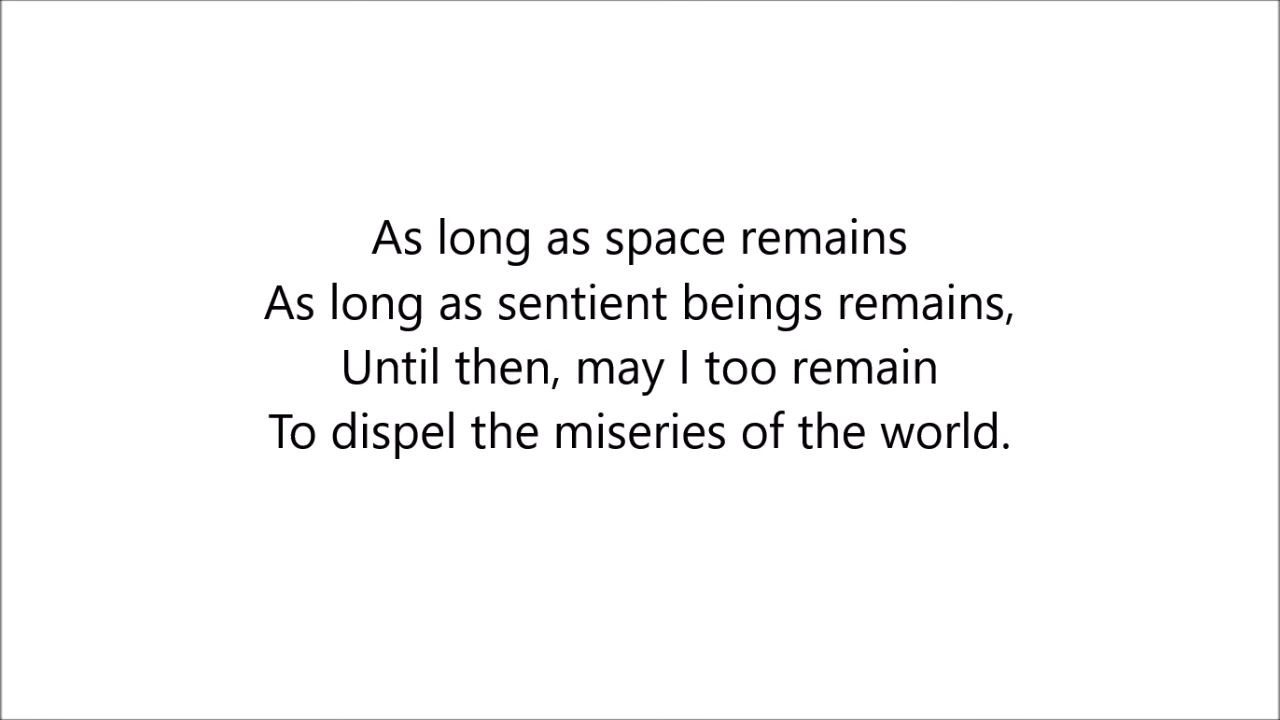 As long as space remains
As long as sentient beings remains,
Until then, may I too remain
To dispel the miseries of the world.